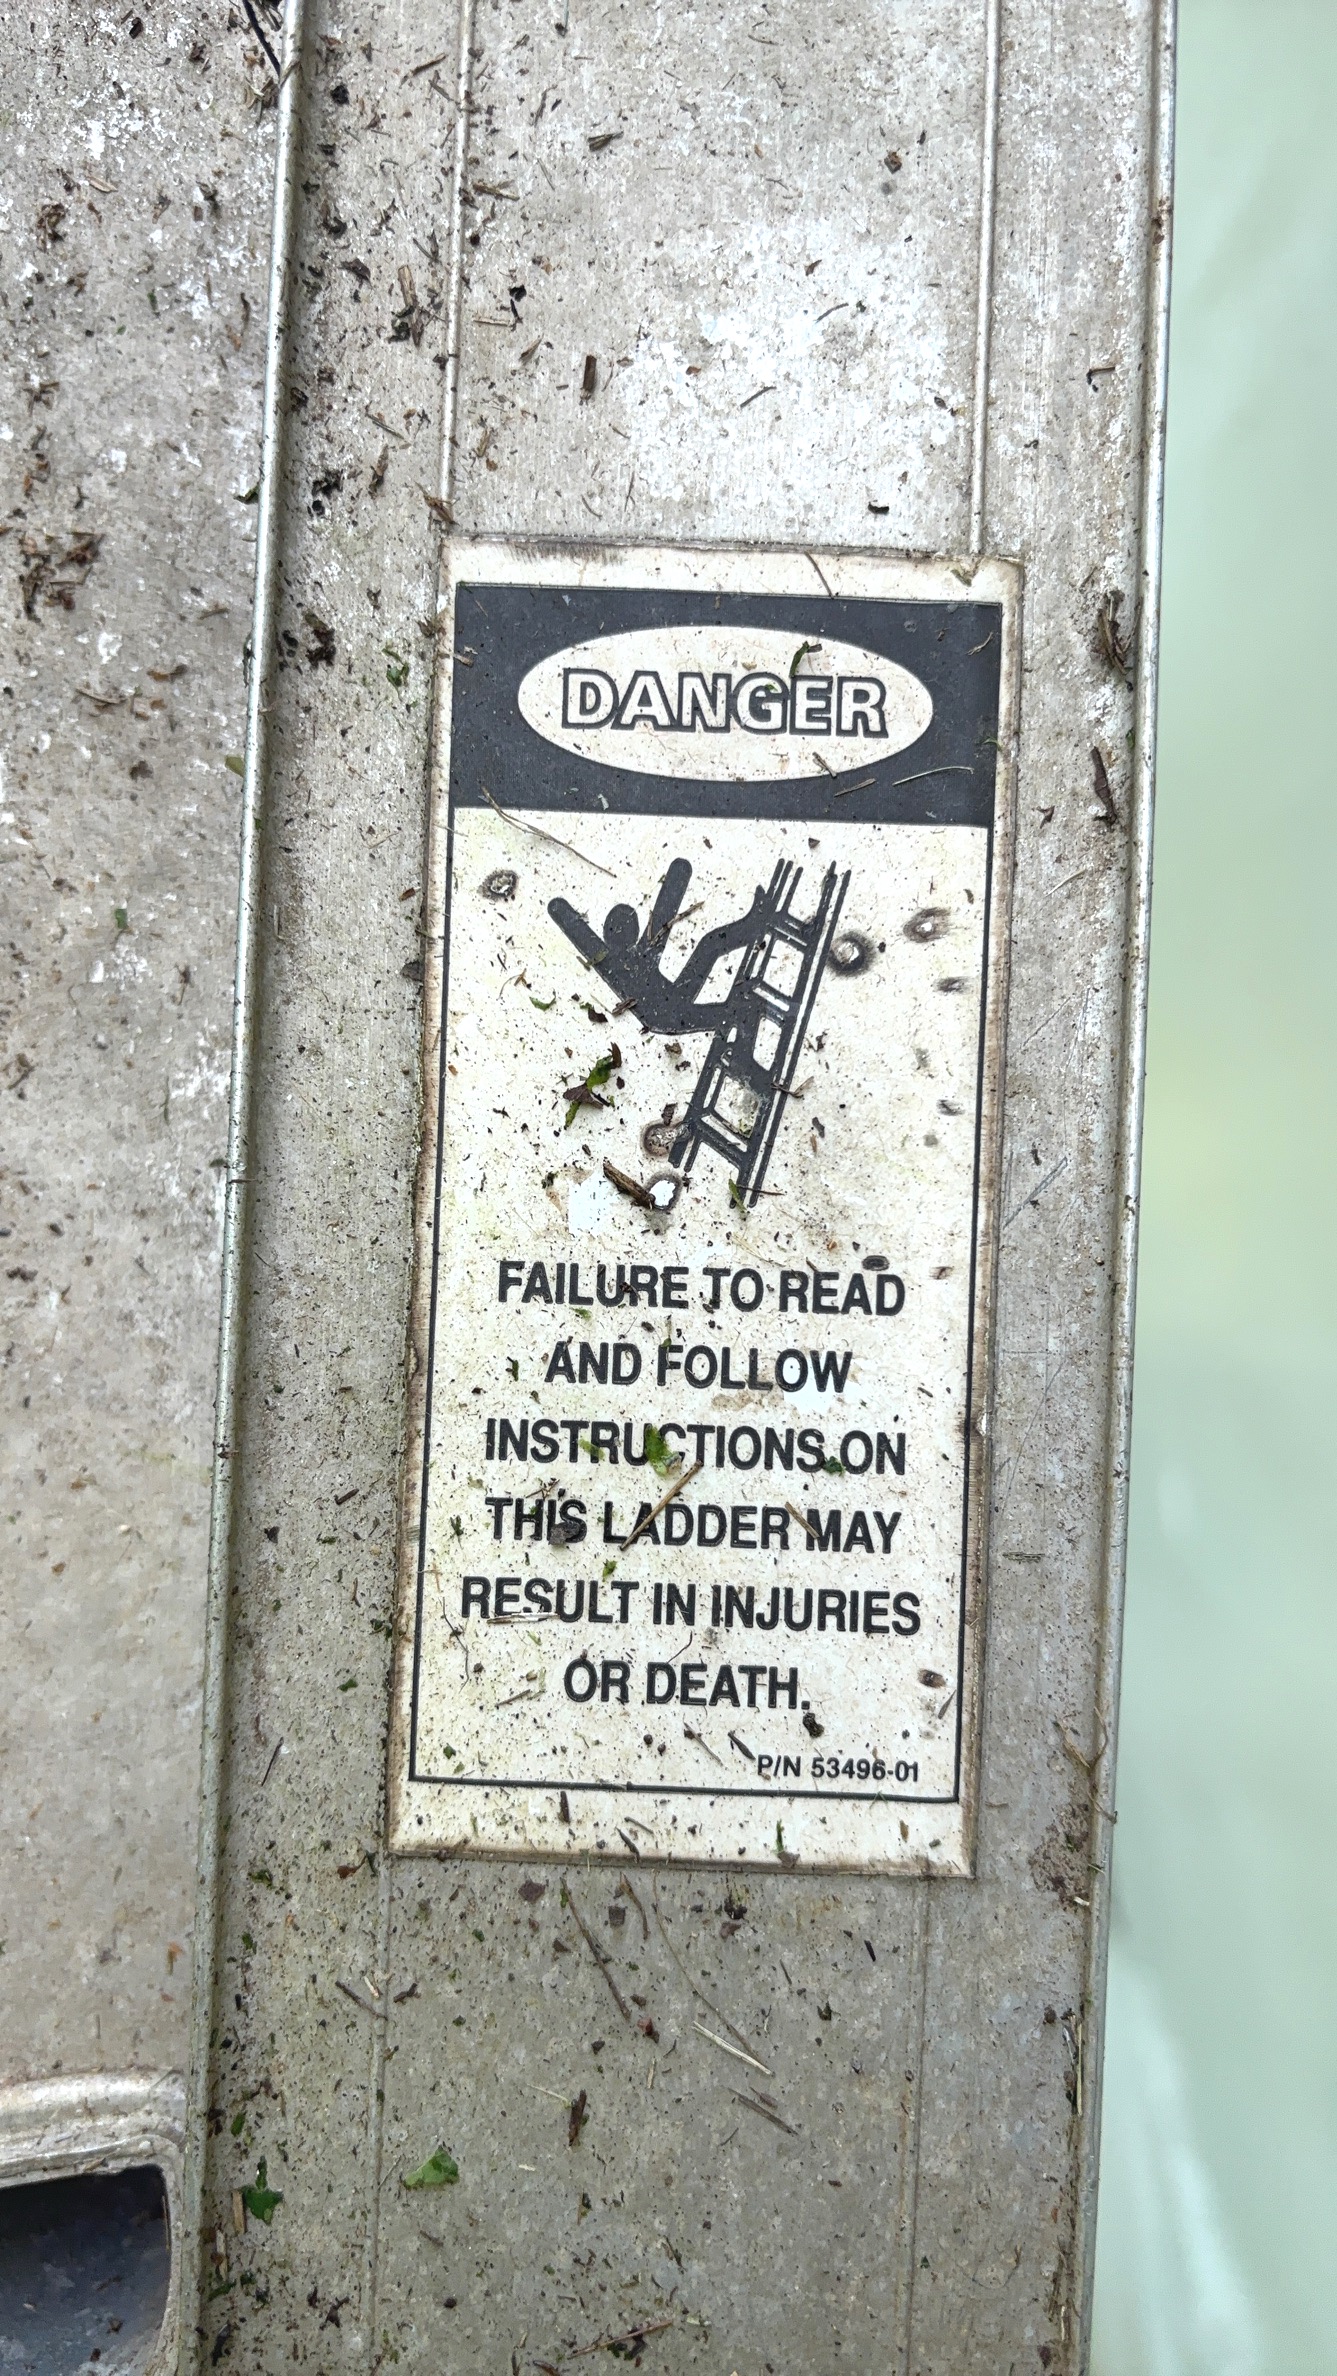 DANGER
FAILURE TO READ
AND FOLLOW
INSTRUCTIONS ON
THIS LADDER MAY
RESULT IN INJURIES
OR DEATH.
P/N 53496-01